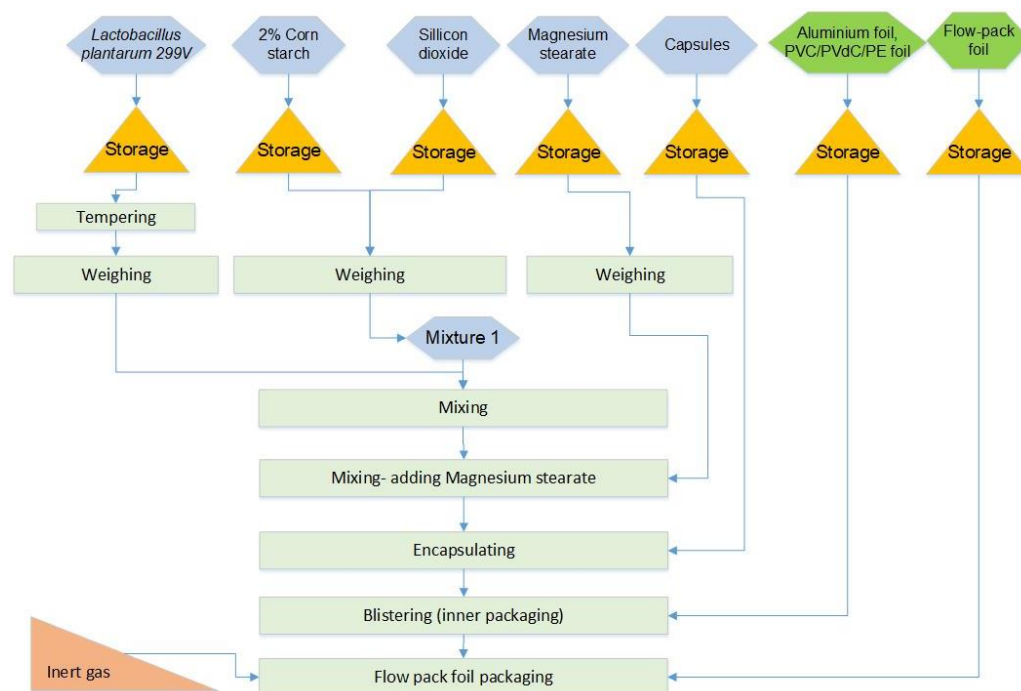 Lactobacillus
plantarum 299V
2% Corn
starch
Sillicon
dioxide
Magnesium
stearate
Capsules
Aluminium foil,
PVC/PVdC/PE foil
Flow-pack
foil
Storage
Storage
Storage
Storage
Storage
Storage
Storage
Tempering
Weighing
Weighing
Weighing
Mixture 1
Mixing
Mixing- adding Magnesium stearate
Encapsulating
Blistering (inner packaging)
Inert gas
Flow pack foil packaging